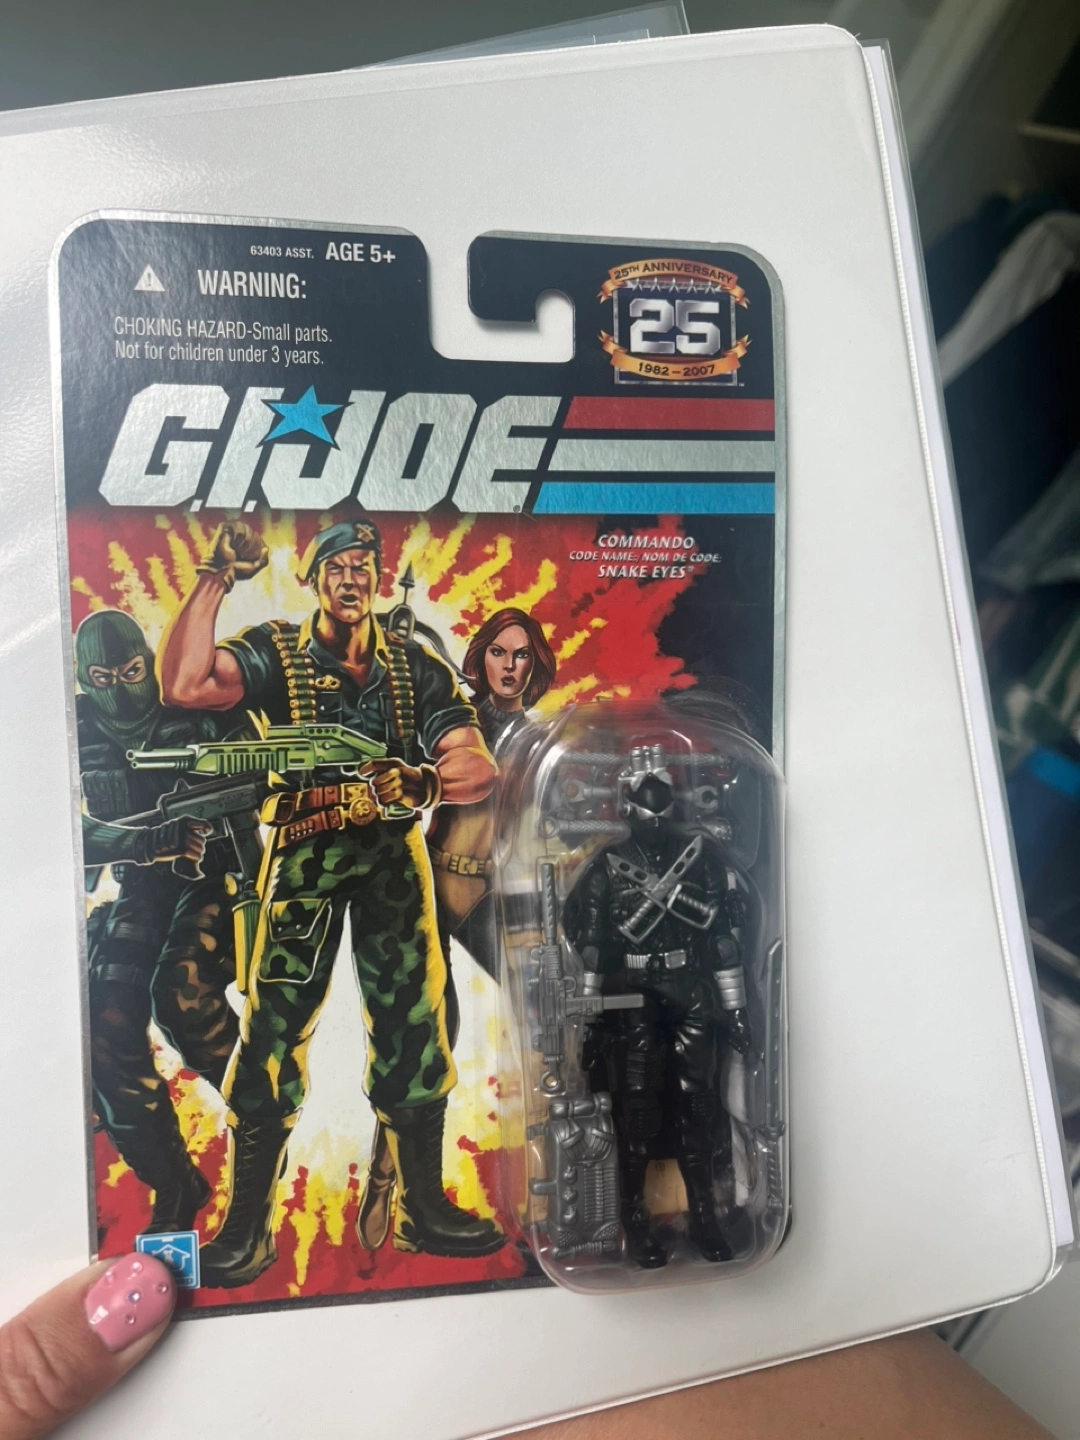 63403 ASST. AGE 5+
WARNING:
CHOKING HAZARD-Small parts.
Not for children under 3 years.
25TH ANNIVERSARY
25
1982-2007
G.I. JOE
COMMANDO
CODE NAME: NOM DE CODE:
SNAKE EYES™